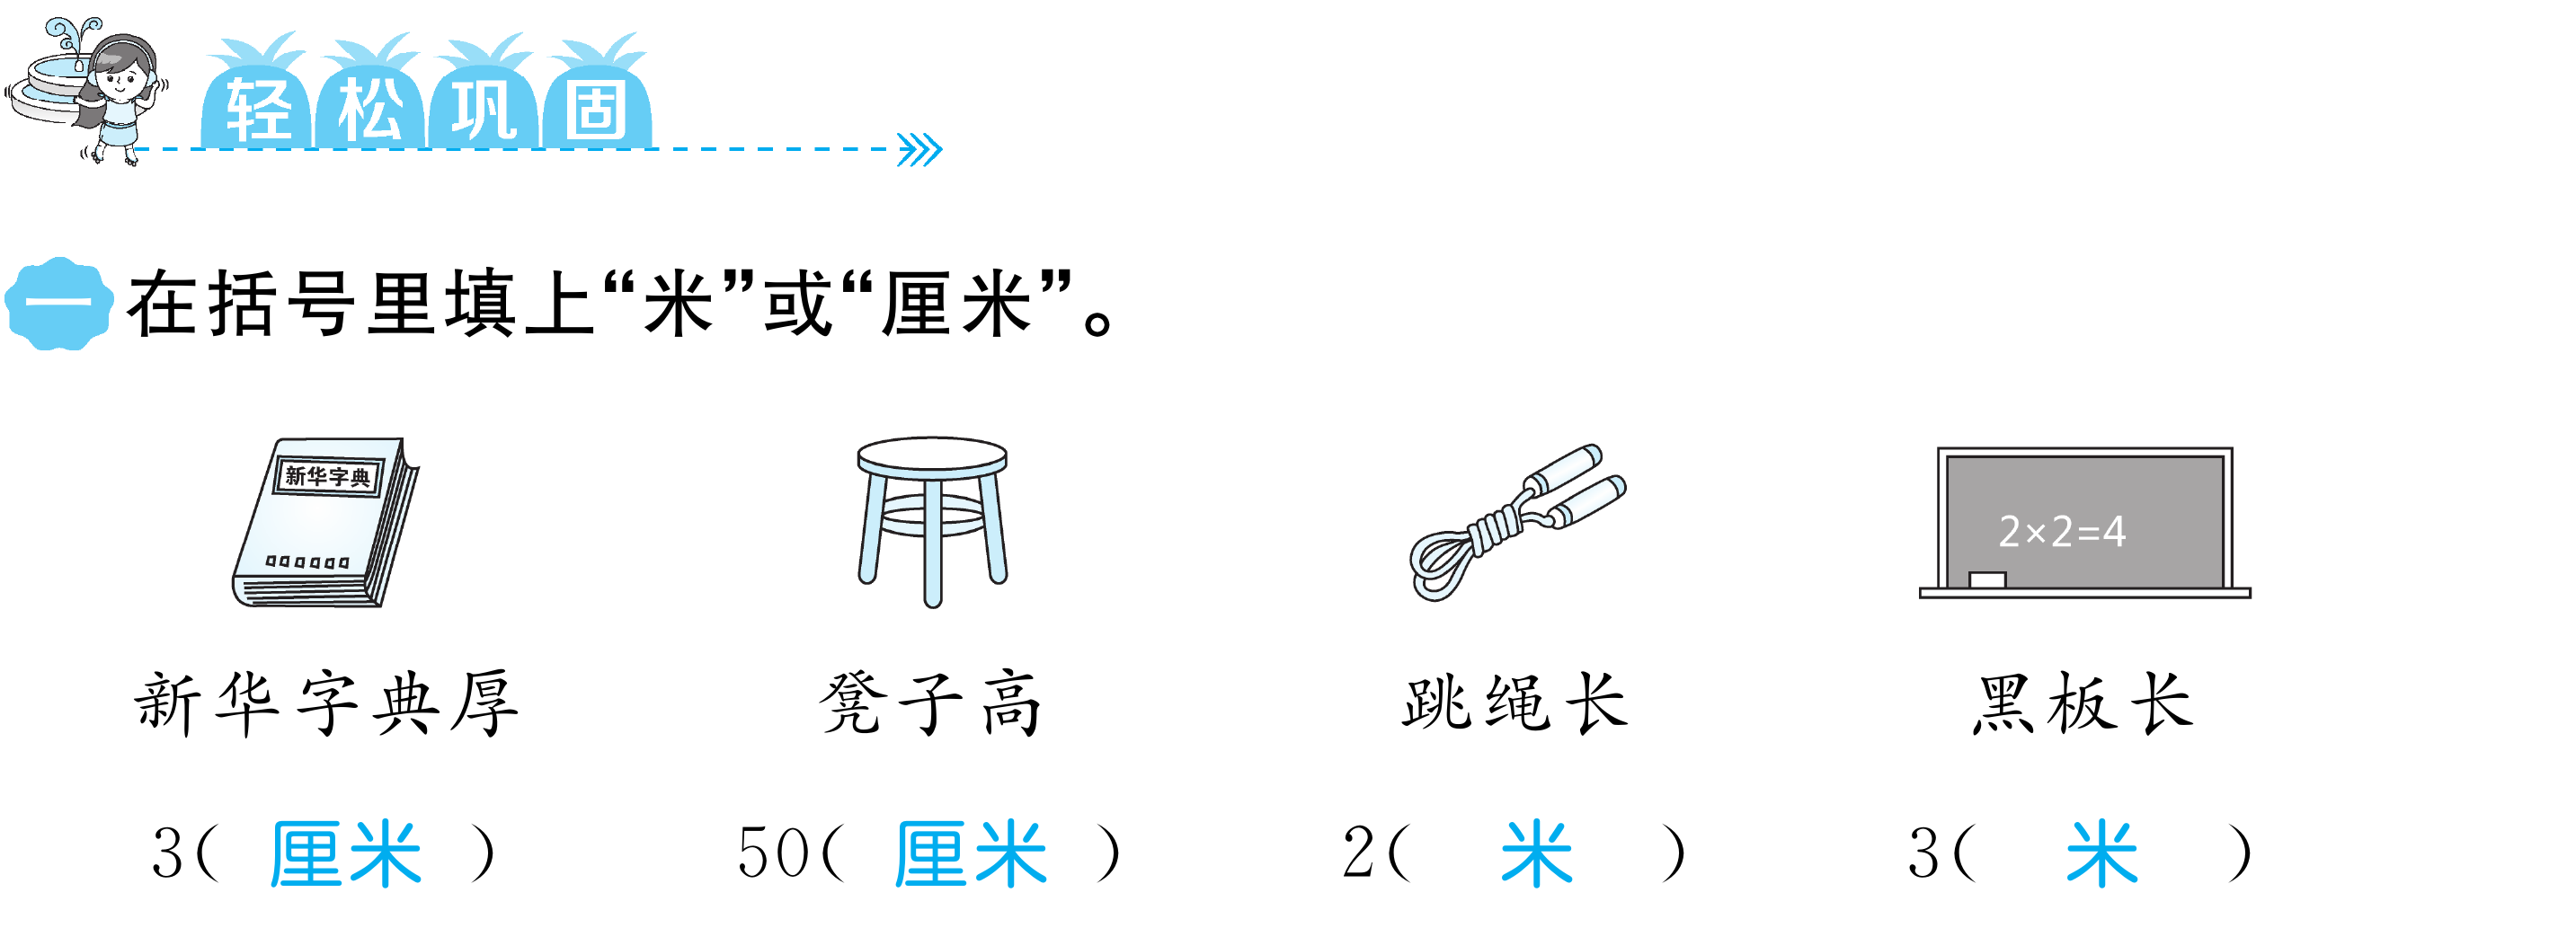 轻松巩固
一 在括号里填上“米”或“厘米”。
新华字典
2×2=4
新华字典厚 凳子高 跳绳长 黑板长
3( 厘米 ) 50( 厘米 ) 2( 米 ) 3( 米 )